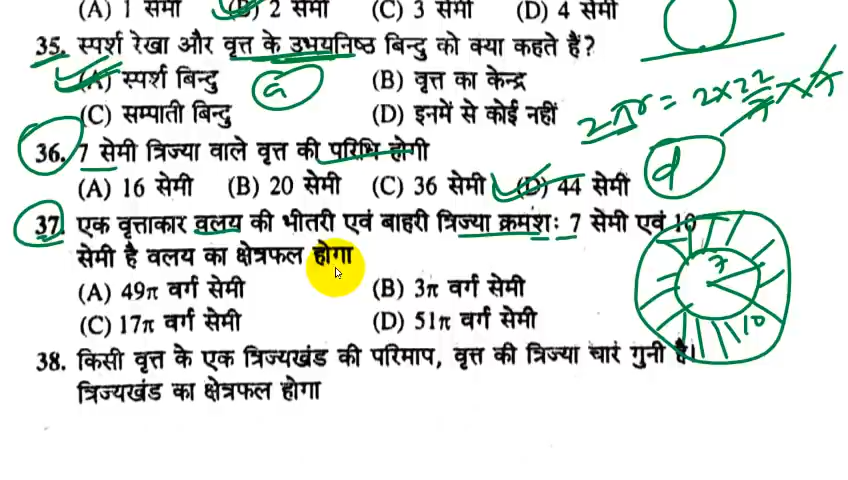 (A) 1 सेमी (B) 2 सेमी (C) 3 सेमी (D) 4 सेमी
35. स्पर्श रेखा और वृत्त के उभयनिष्ठ बिन्दु को क्या कहते हैं?
(A) स्पर्श बिन्दु (B) वृत्त का केन्द्र
a
(C) सम्पाती बिन्दु (D) इनमें से कोई नहीं
2πr = 2×22/7×7
36. 7 सेमी त्रिज्या वाले वृत्त की परिधि होगी
(A) 16 सेमी (B) 20 सेमी (C) 36 सेमी (D) 44 सेमी
d
37. एक वृत्ताकार वलय की भीतरी एवं बाहरी त्रिज्या क्रमशः 7 सेमी एवं 10
सेमी है वलय का क्षेत्रफल होगा
7
(A) 49π वर्ग सेमी (B) 3π वर्ग सेमी
(C) 17π वर्ग सेमी (D) 51π वर्ग सेमी
10
38. किसी वृत्त के एक त्रिज्यखंड की परिमाप, वृत्त की त्रिज्या चार गुनी है।
त्रिज्यखंड का क्षेत्रफल होगा